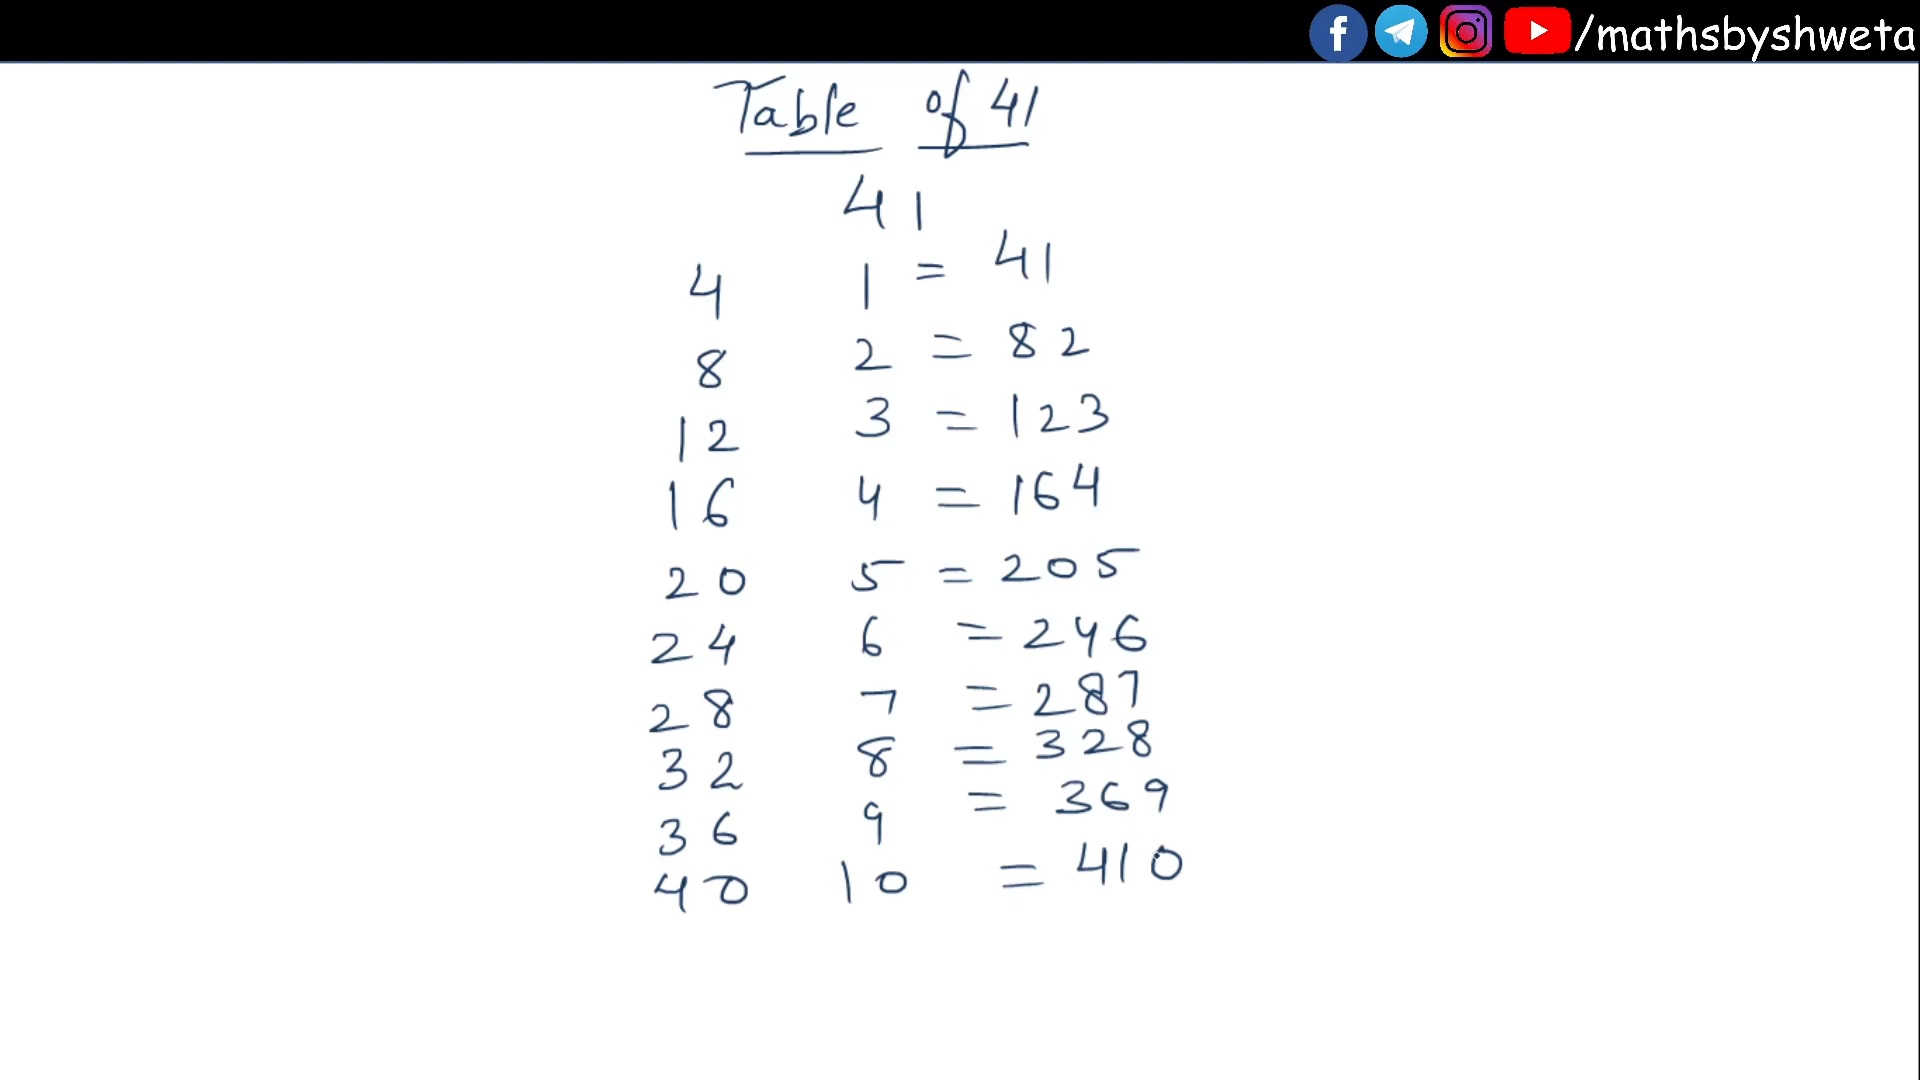 /mathsbyshweta
Table of 41
41
4 1 = 41
8 2 = 82
12 3 = 123
16 4 = 164
20 5 = 205
24 6 = 246
28 7 = 287
32 8 = 328
36 9 = 369
40 10 = 410